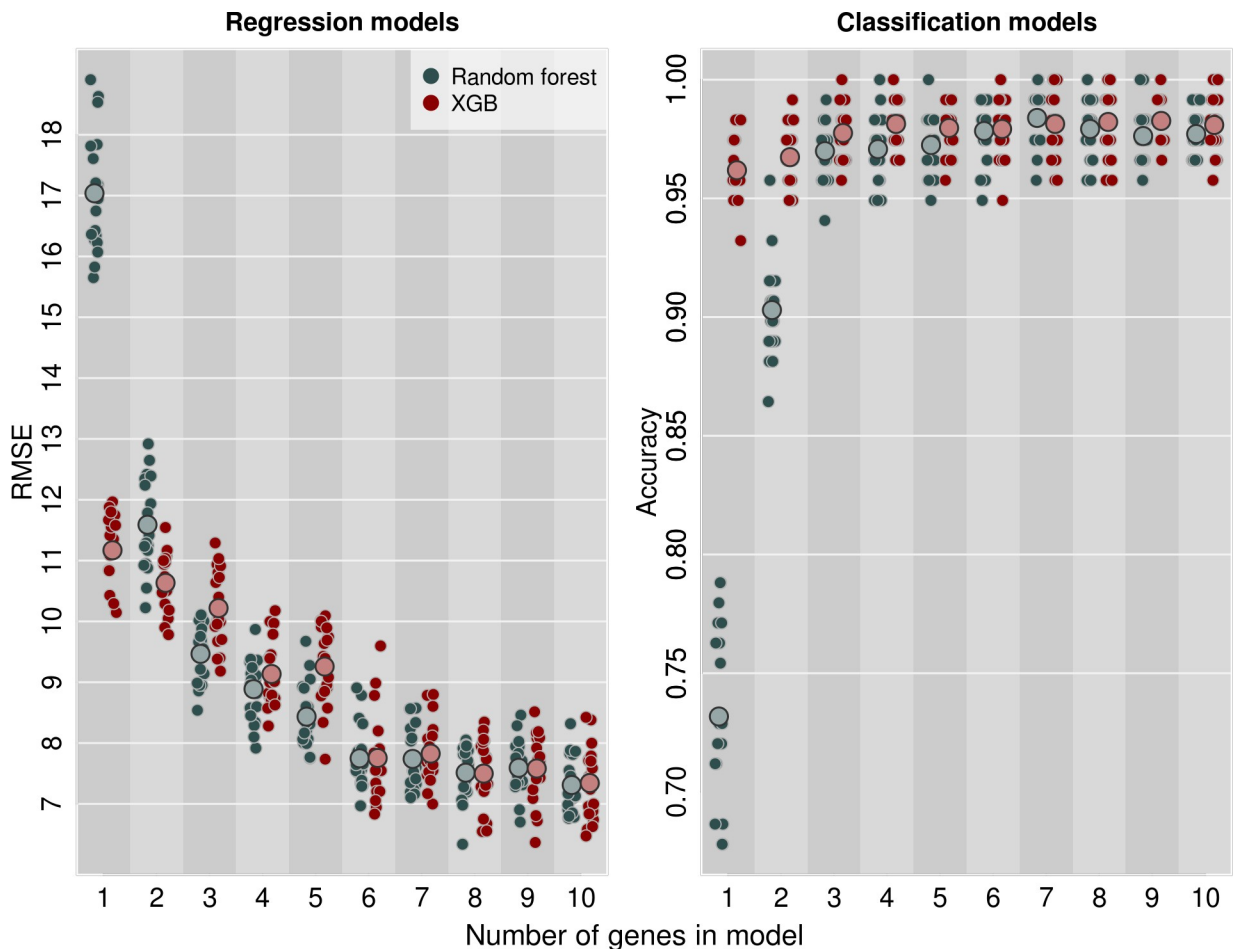 Regression models
Classification models
Random forest
XGB
RMSE
18
17
16
15
14
13
12
11
10
9
8
7
1 2 3 4 5 6 7 8 9 10
Accuracy
1.00
0.95
0.90
0.85
0.80
0.75
0.70
1 2 3 4 5 6 7 8 9 10
Number of genes in model